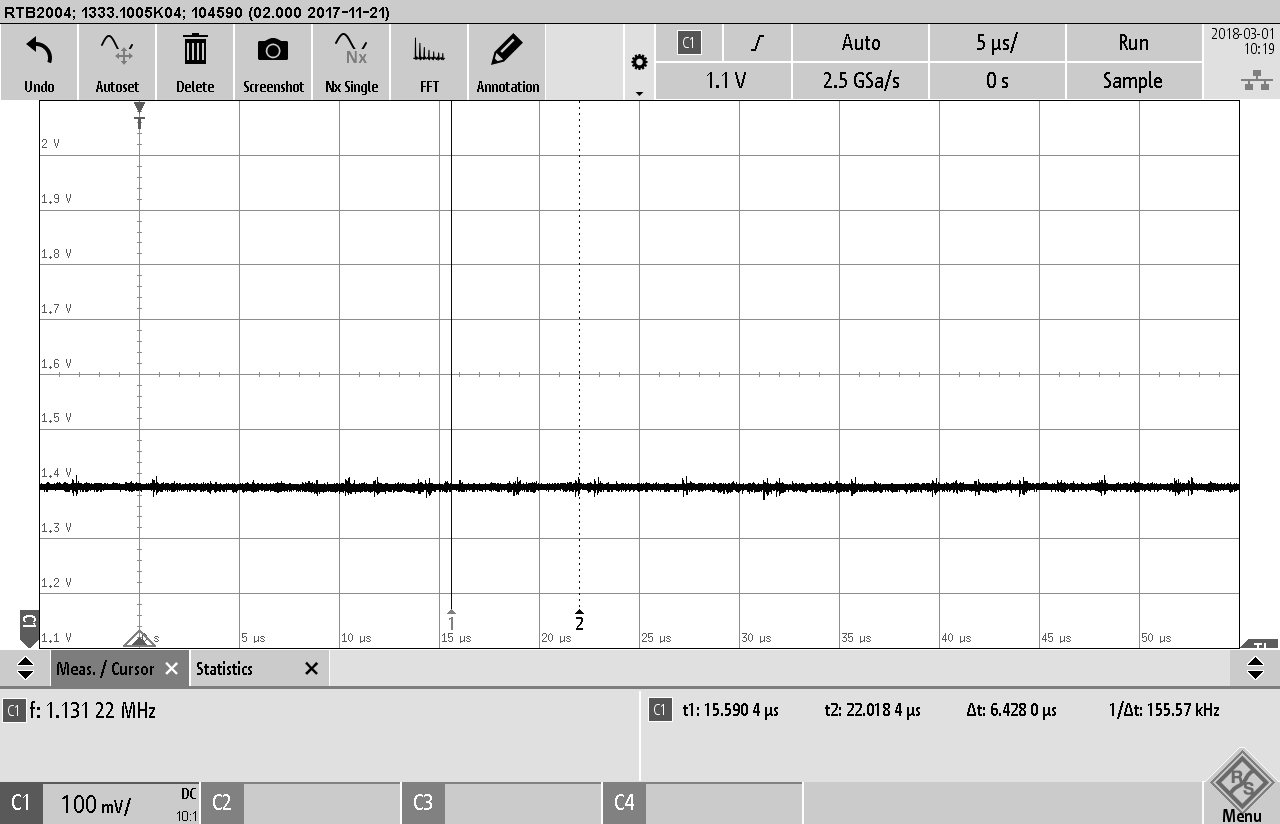 RTB2004; 1333.1005K04; 104590 (02.000 2017-11-21)
Undo
Autoset
Delete
Screenshot
Nx
Nx Single
FFT
Annotation
C1
Auto
5 µs/
Run
1.1 V
2.5 GSa/s
0 s
Sample
2018-03-01
10:19
T
2 V
1.9 V
1.8 V
1.7 V
1.6 V
1.5 V
1.4 V
1.3 V
1.2 V
C1
1
2
1.1 V
0 s
5 µs
10 µs
15 µs
20 µs
25 µs
30 µs
35 µs
40 µs
45 µs
50 µs
Meas. / Cursor
Statistics
C1 f: 1.131 22 MHz
C1 t1: 15.590 4 µs t2: 22.018 4 µs Δt: 6.428 0 µs 1/Δt: 155.57 kHz
C1 100 mV/ DC 10:1
C2
C3
C4
R S
Menu